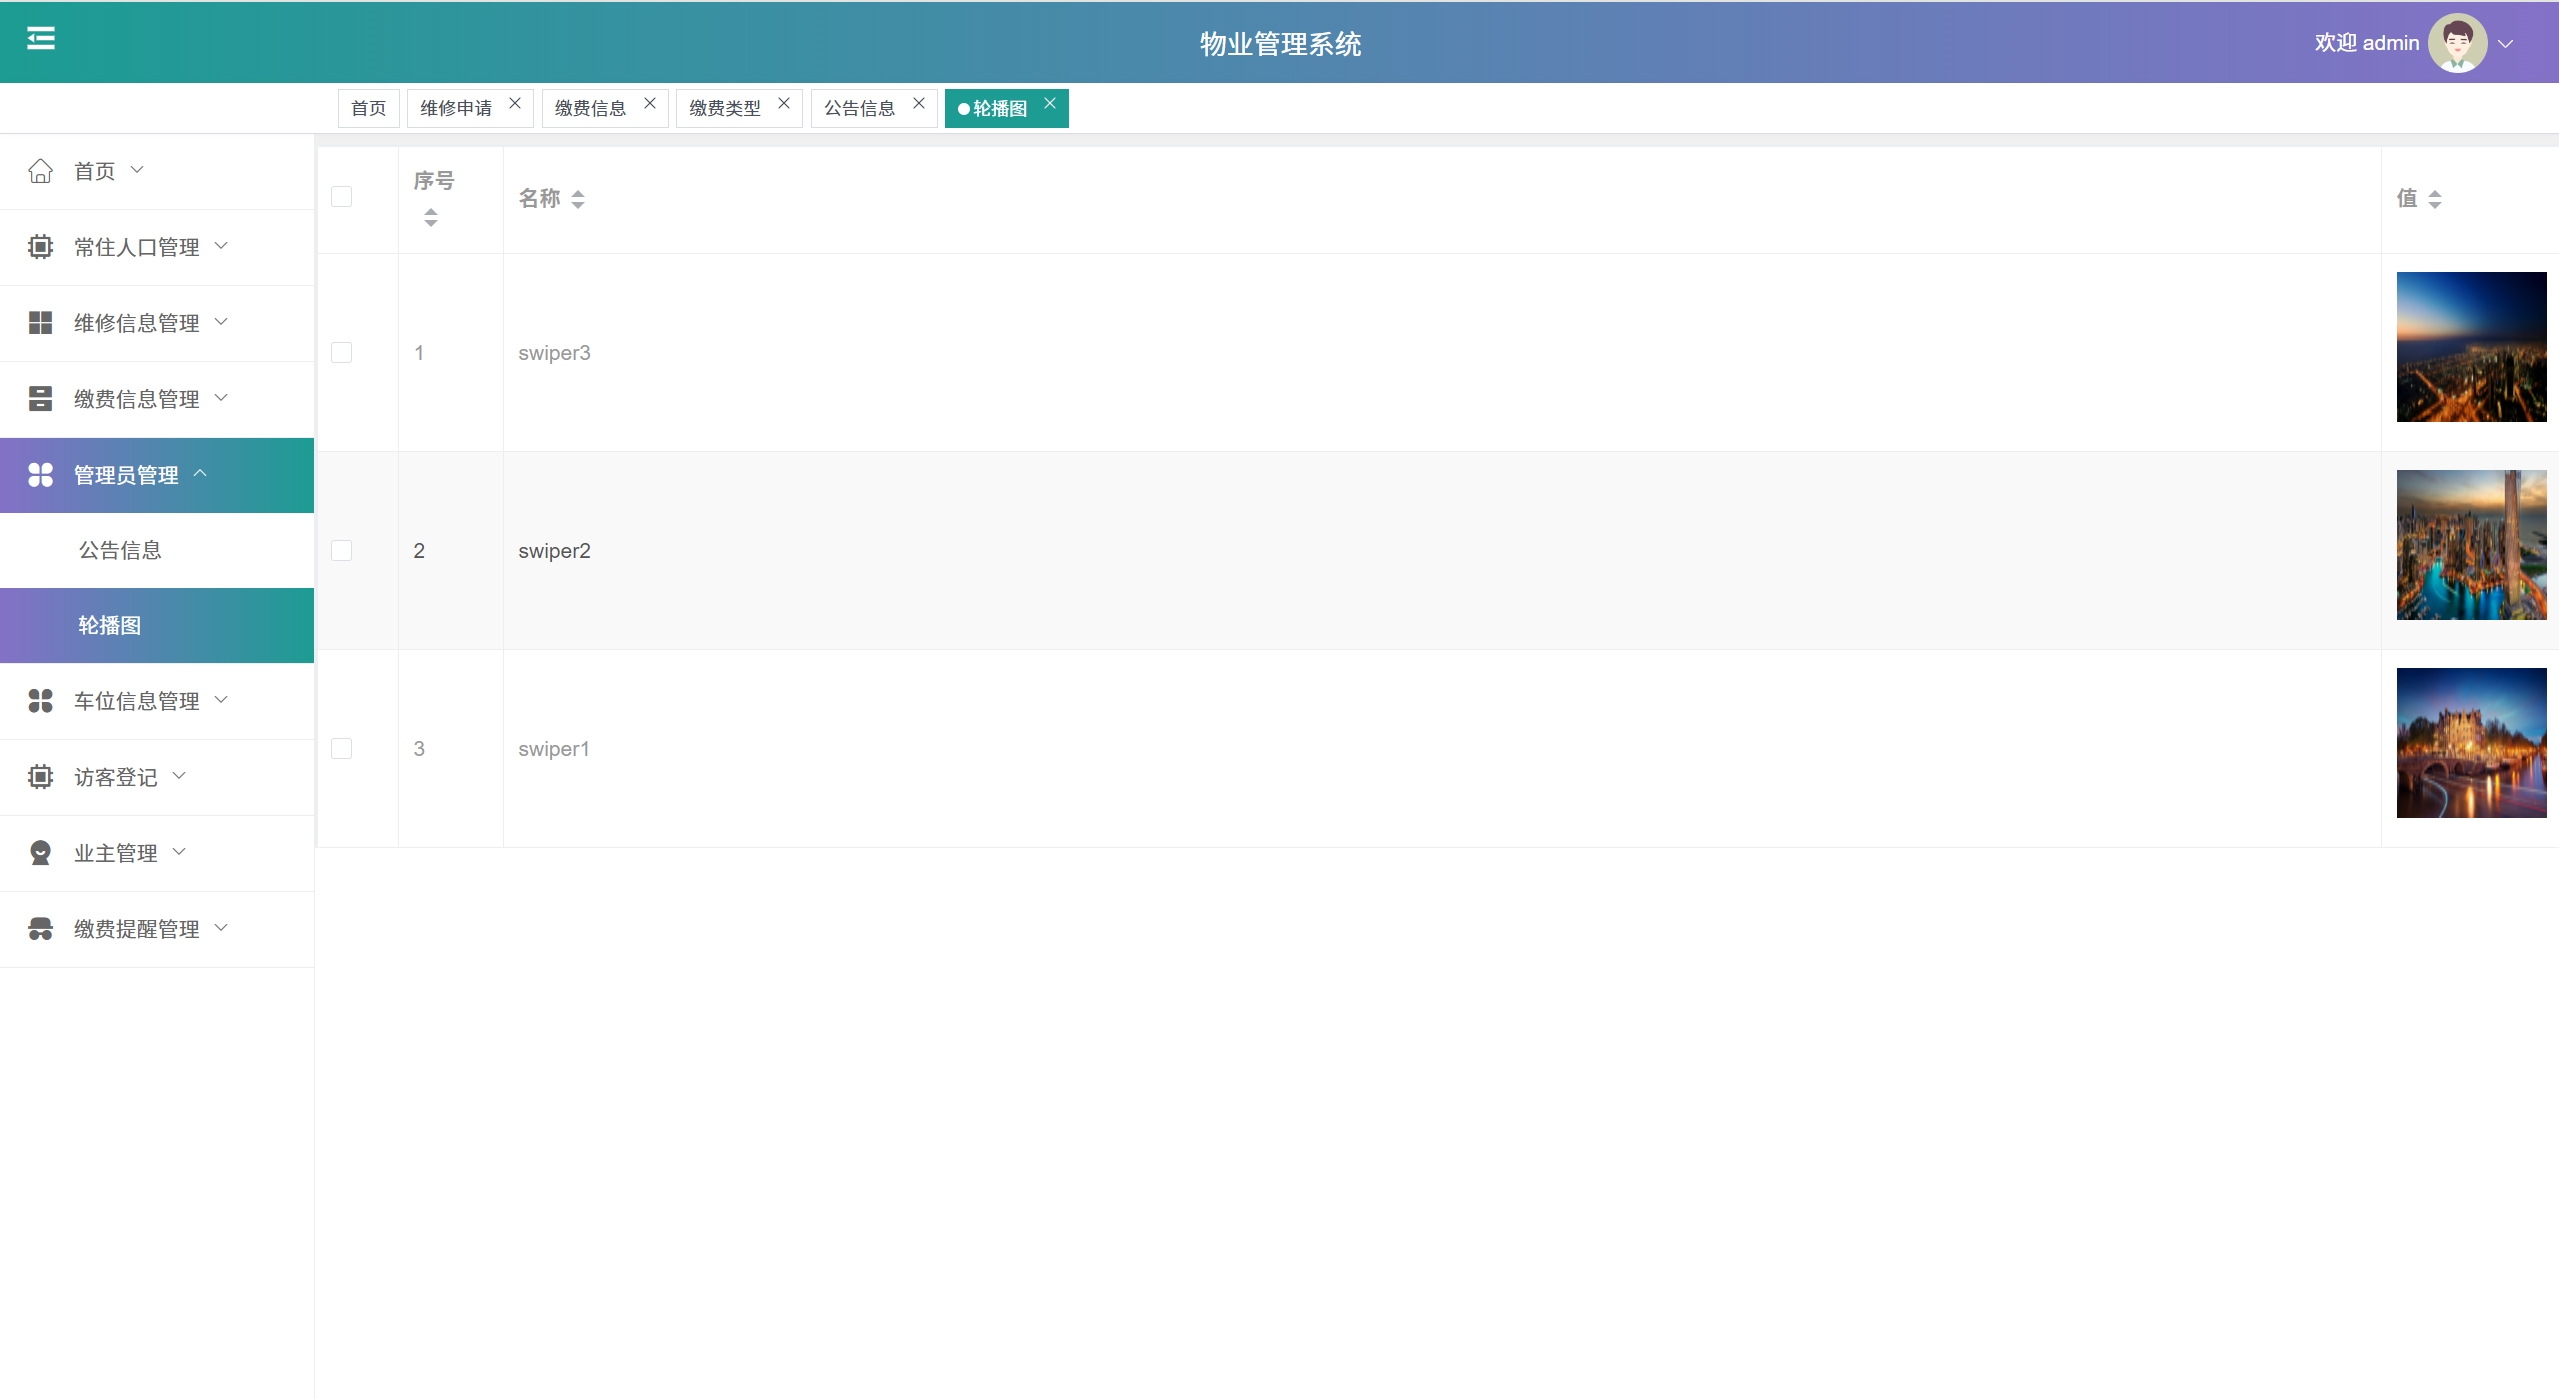 物业管理系统
欢迎 admin
首页
维修申请
缴费信息
缴费类型
公告信息
轮播图
首页
常住人口管理
维修信息管理
缴费信息管理
管理员管理
公告信息
轮播图
车位信息管理
访客登记
业主管理
缴费提醒管理
序号
名称
值
1
swiper3
2
swiper2
3
swiper1